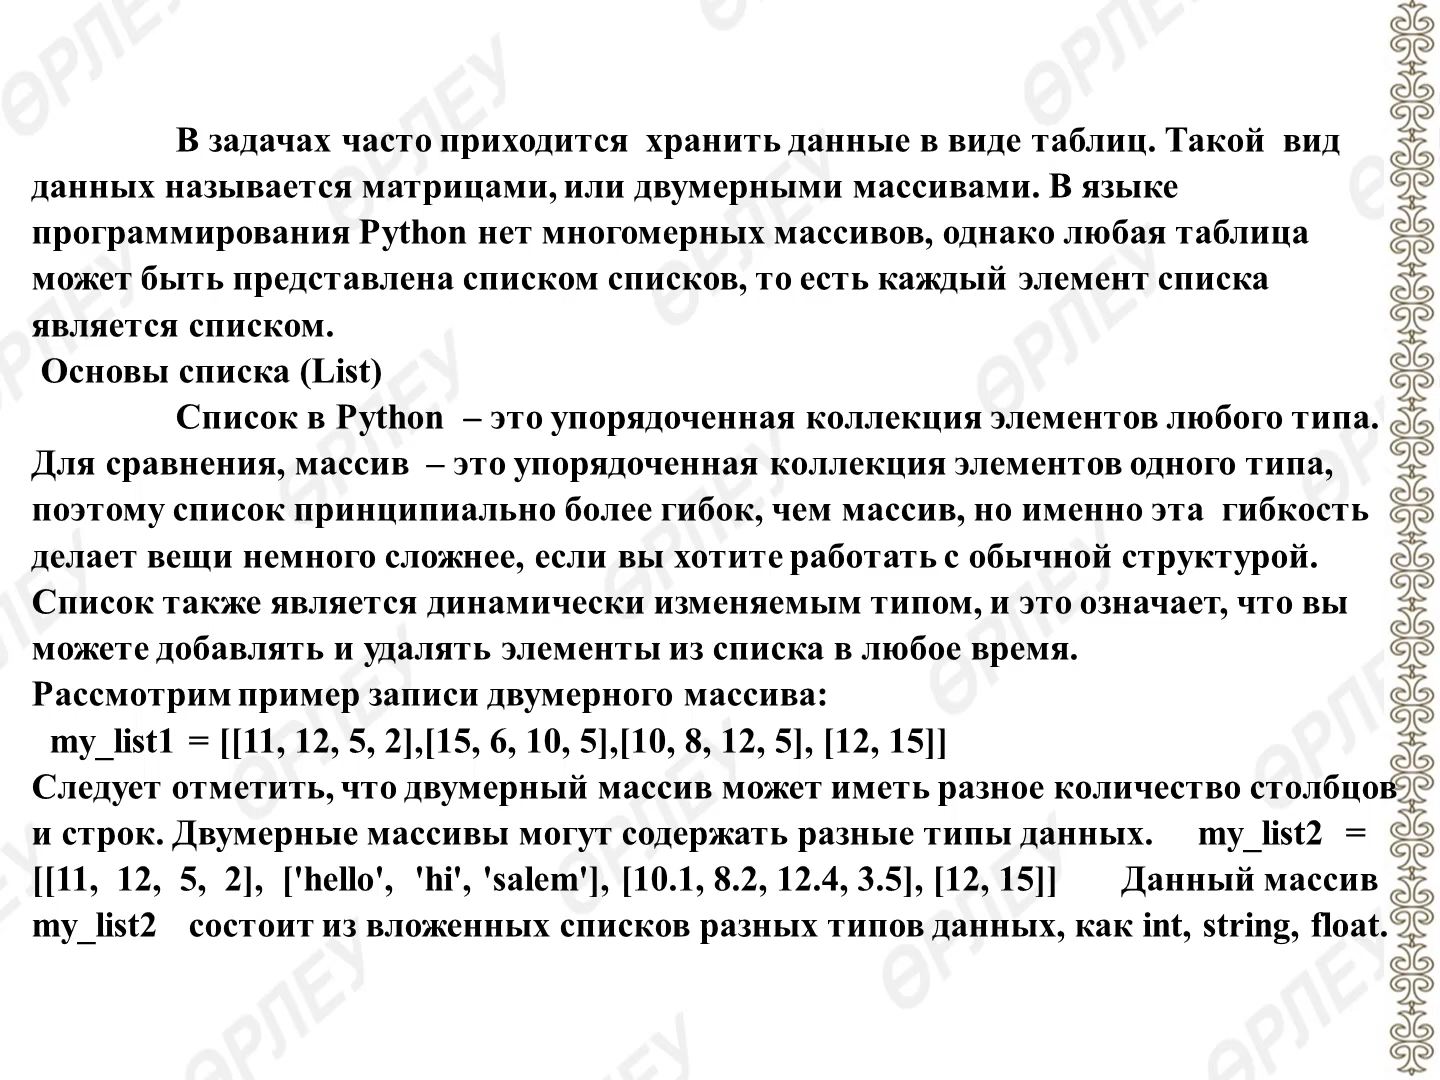 В задачах часто приходится хранить данные в виде таблиц. Такой вид
данных называется матрицами, или двумерными массивами. В языке
программирования Python нет многомерных массивов, однако любая таблица
может быть представлена списком списков, то есть каждый элемент списка
является списком.
Основы списка (List)
Список в Python – это упорядоченная коллекция элементов любого типа.
Для сравнения, массив – это упорядоченная коллекция элементов одного типа,
поэтому список принципиально более гибок, чем массив, но именно эта гибкость
делает вещи немного сложнее, если вы хотите работать с обычной структурой.
Список также является динамически изменяемым типом, и это означает, что вы
можете добавлять и удалять элементы из списка в любое время.
Рассмотрим пример записи двумерного массива:
my_list1 = [[11, 12, 5, 2],[15, 6, 10, 5],[10, 8, 12, 5], [12, 15]]
Следует отметить, что двумерный массив может иметь разное количество столбцов
и строк. Двумерные массивы могут содержать разные типы данных. my_list2 =
[[11, 12, 5, 2], ['hello', 'hi', 'salem'], [10.1, 8.2, 12.4, 3.5], [12, 15]] Данный массив
my_list2 состоит из вложенных списков разных типов данных, как int, string, float.
ӨРЛЕУ